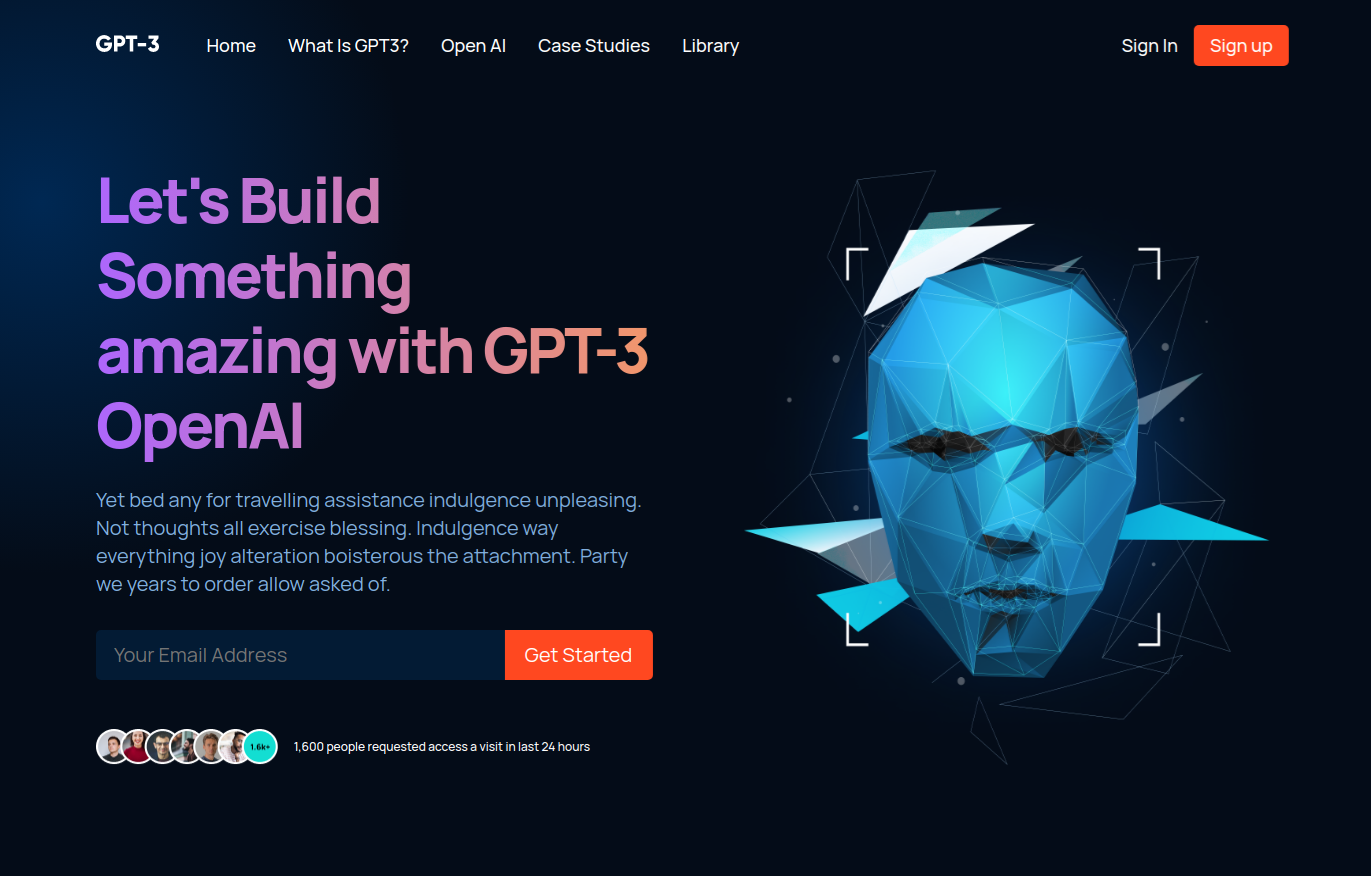 GPT-3
Home
What Is GPT3?
Open AI
Case Studies
Library
Sign In
Sign up
Let's Build
Something
amazing with GPT-3
OpenAI
Yet bed any for travelling assistance indulgence unpleasing.
Not thoughts all exercise blessing. Indulgence way
everything joy alteration boisterous the attachment. Party
we years to order allow asked of.
Your Email Address
Get Started
1.6k+
1,600 people requested access a visit in last 24 hours